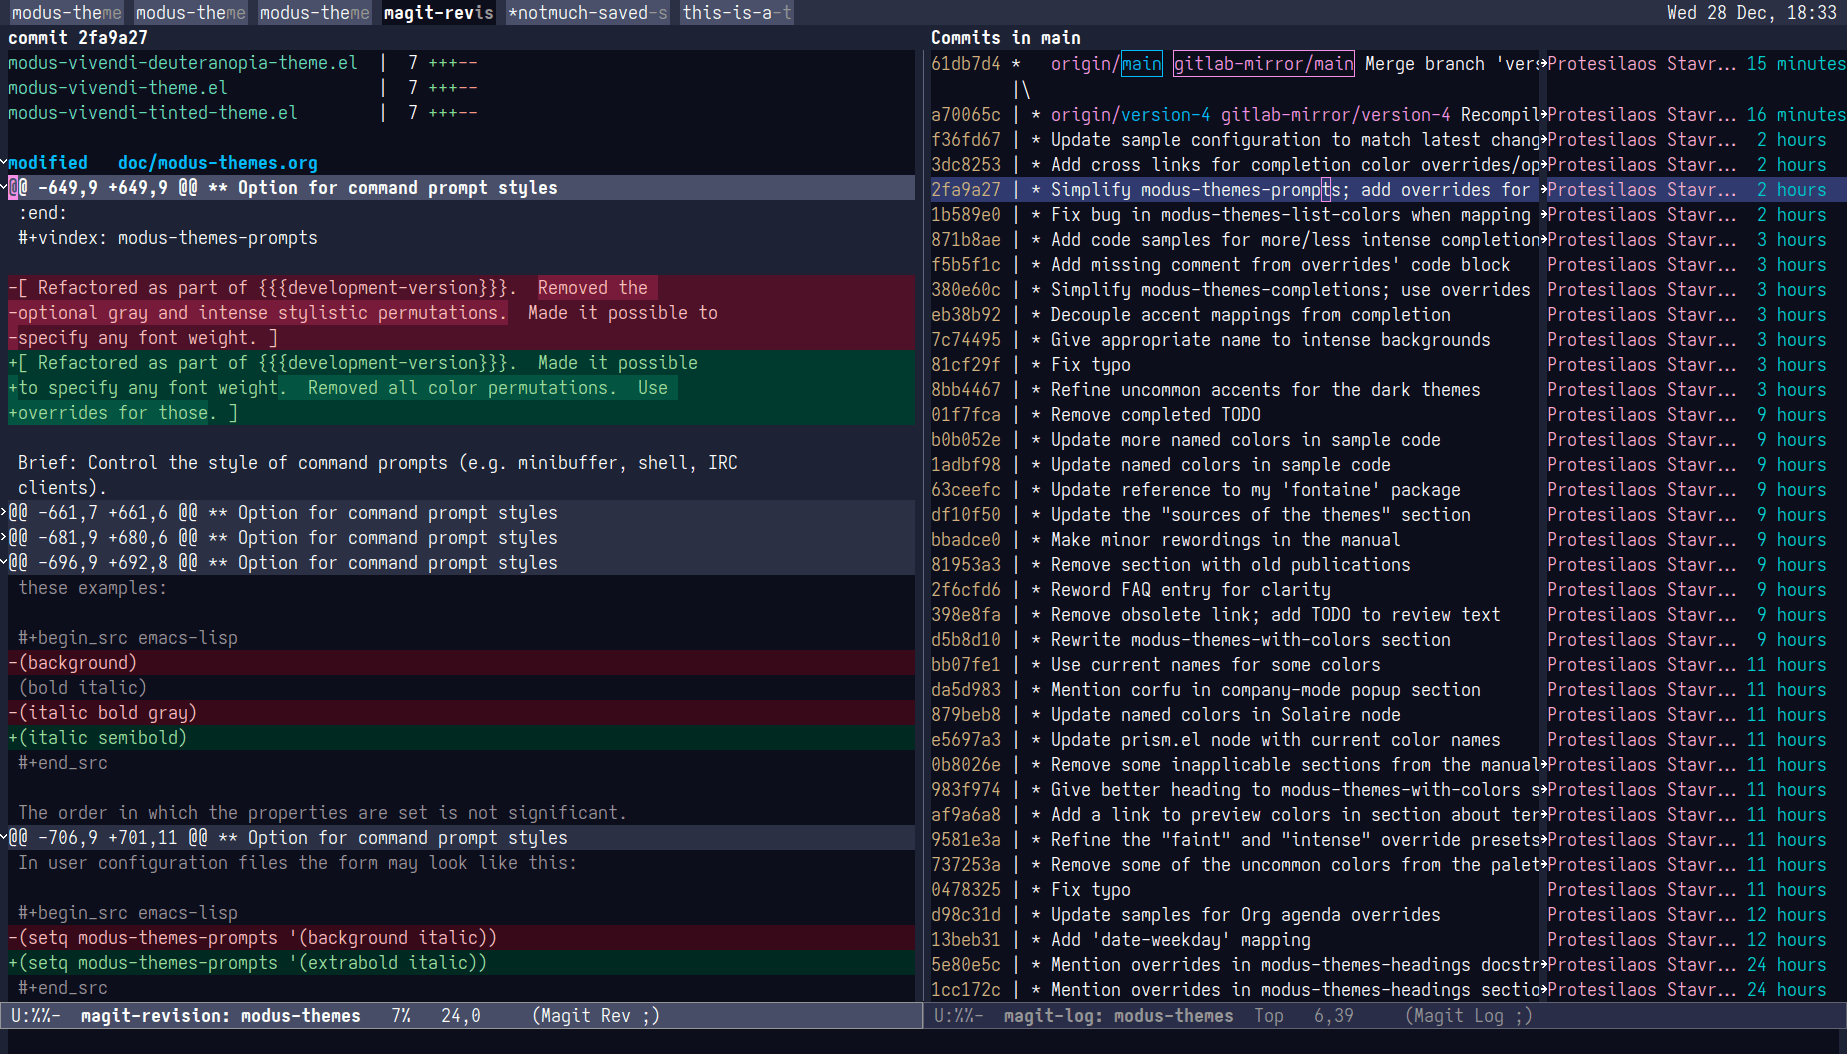 modus-theme modus-theme modus-theme magit-revis *notmuch-saved-s this-is-a-t Wed 28 Dec, 18:33
commit 2fa9a27
modus-vivendi-deuteranopia-theme.el | 7 +++--
modus-vivendi-theme.el | 7 +++--
modus-vivendi-tinted-theme.el | 7 +++--
modified doc/modus-themes.org
@@ -649,9 +649,9 @@ ** Option for command prompt styles
:end:
#+vindex: modus-themes-prompts
-[ Refactored as part of {{{development-version}}}.  Removed the
-optional gray and intense stylistic permutations.  Made it possible to
-specify any font weight. ]
+[ Refactored as part of {{{development-version}}}.  Made it possible
+to specify any font weight.  Removed all color permutations.  Use
+overrides for those. ]
Brief: Control the style of command prompts (e.g. minibuffer, shell, IRC
clients).
@@ -661,7 +661,6 @@ ** Option for command prompt styles
@@ -681,9 +680,6 @@ ** Option for command prompt styles
@@ -696,9 +692,8 @@ ** Option for command prompt styles
these examples:
#+begin_src emacs-lisp
-(background)
(bold italic)
-(italic bold gray)
+(italic semibold)
#+end_src
The order in which the properties are set is not significant.
@@ -706,9 +701,11 @@ ** Option for command prompt styles
In user configuration files the form may look like this:
#+begin_src emacs-lisp
-(setq modus-themes-prompts '(background italic))
+(setq modus-themes-prompts '(extrabold italic))
#+end_src
U:%%-  magit-revision: modus-themes   7%   24,0     (Magit Rev ;)
Commits in main
61db7d4 *   origin/main gitlab-mirror/main Merge branch 'vers Protesilaos Stavr... 15 minutes
|\
a70065c | * origin/version-4 gitlab-mirror/version-4 Recompil Protesilaos Stavr... 16 minutes
f36fd67 | * Update sample configuration to match latest chang Protesilaos Stavr... 2 hours
3dc8253 | * Add cross links for completion color overrides/op Protesilaos Stavr... 2 hours
2fa9a27 | * Simplify modus-themes-prompts; add overrides for Protesilaos Stavr... 2 hours
1b589e0 | * Fix bug in modus-themes-list-colors when mapping Protesilaos Stavr... 2 hours
871b8ae | * Add code samples for more/less intense completion Protesilaos Stavr... 3 hours
f5b5f1c | * Add missing comment from overrides' code block Protesilaos Stavr... 3 hours
380e60c | * Simplify modus-themes-completions; use overrides Protesilaos Stavr... 3 hours
eb38b92 | * Decouple accent mappings from completion Protesilaos Stavr... 3 hours
7c74495 | * Give appropriate name to intense backgrounds Protesilaos Stavr... 3 hours
81cf29f | * Fix typo Protesilaos Stavr... 3 hours
8bb4467 | * Refine uncommon accents for the dark themes Protesilaos Stavr... 3 hours
01f7fca | * Remove completed TODO Protesilaos Stavr... 9 hours
b0b052e | * Update more named colors in sample code Protesilaos Stavr... 9 hours
1adbf98 | * Update named colors in sample code Protesilaos Stavr... 9 hours
63ceefc | * Update reference to my 'fontaine' package Protesilaos Stavr... 9 hours
df10f50 | * Update the "sources of the themes" section Protesilaos Stavr... 9 hours
bbadce0 | * Make minor rewordings in the manual Protesilaos Stavr... 9 hours
81953a3 | * Remove section with old publications Protesilaos Stavr... 9 hours
2f6cfd6 | * Reword FAQ entry for clarity Protesilaos Stavr... 9 hours
398e8fa | * Remove obsolete link; add TODO to review text Protesilaos Stavr... 9 hours
d5b8d10 | * Rewrite modus-themes-with-colors section Protesilaos Stavr... 9 hours
bb07fe1 | * Use current names for some colors Protesilaos Stavr... 11 hours
da5d983 | * Mention corfu in company-mode popup section Protesilaos Stavr... 11 hours
879beb8 | * Update named colors in Solaire node Protesilaos Stavr... 11 hours
e5697a3 | * Update prism.el node with current color names Protesilaos Stavr... 11 hours
0b8026e | * Remove some inapplicable sections from the manual Protesilaos Stavr... 11 hours
983f974 | * Give better heading to modus-themes-with-colors s Protesilaos Stavr... 11 hours
af9a6a8 | * Add a link to preview colors in section about ter Protesilaos Stavr... 11 hours
9581e3a | * Refine the "faint" and "intense" override presets Protesilaos Stavr... 11 hours
737253a | * Remove some of the uncommon colors from the palet Protesilaos Stavr... 11 hours
0478325 | * Fix typo Protesilaos Stavr... 11 hours
d98c31d | * Update samples for Org agenda overrides Protesilaos Stavr... 12 hours
13beb31 | * Add 'date-weekday' mapping Protesilaos Stavr... 12 hours
5e80e5c | * Mention overrides in modus-themes-headings docstr Protesilaos Stavr... 24 hours
1cc172c | * Mention overrides in modus-themes-headings sectio Protesilaos Stavr... 24 hours
U:%%-  magit-log: modus-themes  Top   6,39     (Magit Log ;)